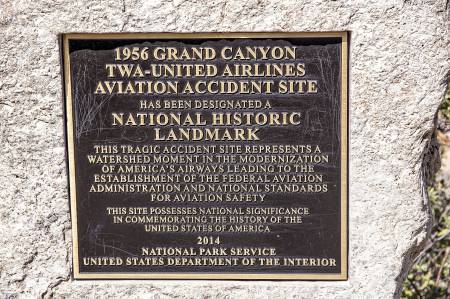 1956 GRAND CANYON
TWA-UNITED AIRLINES
AVIATION ACCIDENT SITE
HAS BEEN DESIGNATED A
NATIONAL HISTORIC
LANDMARK
THIS TRAGIC ACCIDENT SITE REPRESENTS A
WATERSHED MOMENT IN THE MODERNIZATION
OF AMERICA'S AIRWAYS LEADING TO THE
ESTABLISHMENT OF THE FEDERAL AVIATION
ADMINISTRATION AND NATIONAL STANDARDS
FOR AVIATION SAFETY
THIS SITE POSSESSES NATIONAL SIGNIFICANCE
IN COMMEMORATING THE HISTORY OF THE
UNITED STATES OF AMERICA
2014
NATIONAL PARK SERVICE
UNITED STATES DEPARTMENT OF THE INTERIOR